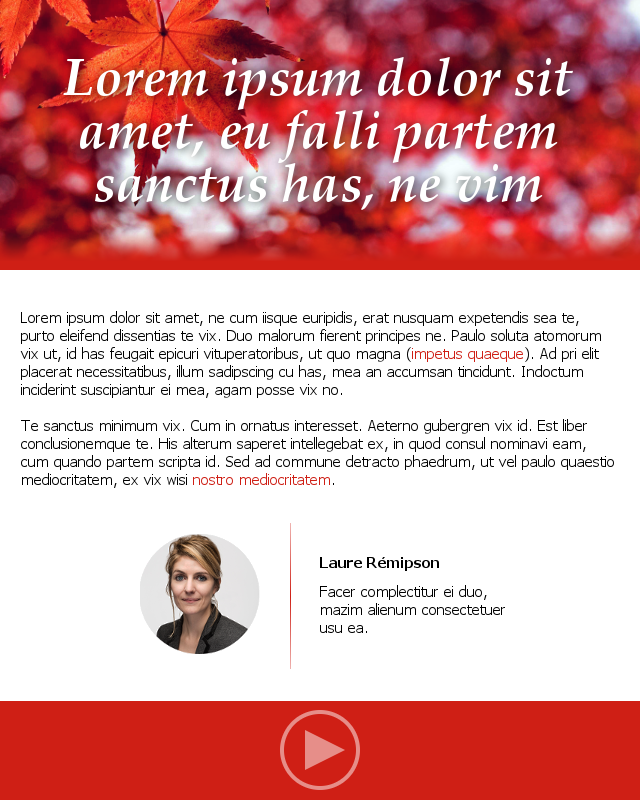 Lorem ipsum dolor sit
amet, eu falli partem
sanctus has, ne vim
Lorem ipsum dolor sit amet, ne cum iisque euripidis, erat nusquam expetendis sea te,
purto eleifend dissentias te vix. Duo malorum fierent principes ne. Paulo soluta atomorum
vix ut, id has feugait epicuri vituperatoribus, ut quo magna (impetus quaeque). Ad pri elit
placerat necessitatibus, illum sadipscing cu has, mea an accumsan tincidunt. Indoctum
inciderint suscipiantur ei mea, agam posse vix no.
Te sanctus minimum vix. Cum in ornatus interesset. Aeterno gubergren vix id. Est liber
conclusionemque te. His alterum saperet intellegebat ex, in quod consul nominavi eam,
cum quando partem scripta id. Sed ad commune detracto phaedrum, ut vel paulo quaestio
mediocritatem, ex vix wisi nostro mediocritatem.
Laure Rémipson
Facer complectitur ei duo,
mazim alienum consectetuer
usu ea.